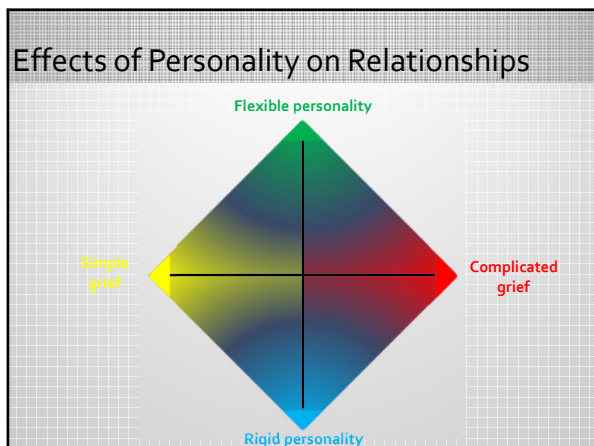 Effects of Personality on Relationships
Flexible personality
Simple
grief
Complicated
grief
Rigid personality